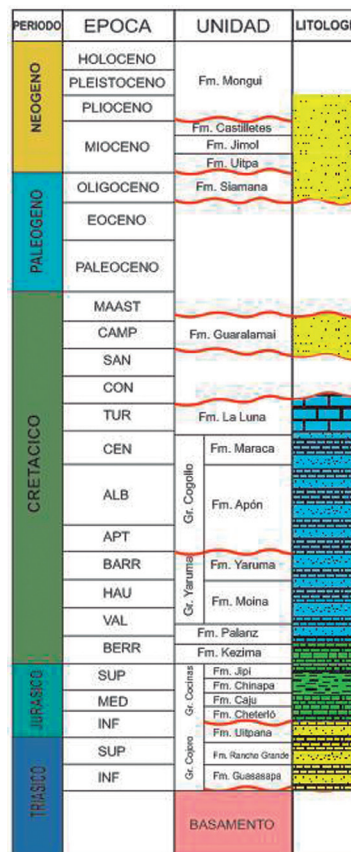 PERIODO EPOCA UNIDAD LITOLOGI
NEOGENO
HOLOCENO
PLEISTOCENO
PLIOCENO
MIOCENO
Fm. Mongui
Fm. Castilletes
Fm. Jimol
Fm. Uitpa
PALEOGENO
OLIGOCENO
EOCENO
PALEOCENO
Fm. Siamana
CRETACICO
MAAST
CAMP
SAN
CON
TUR
CEN
ALB
APT
BARR
HAU
VAL
BERR
Fm. Guaralamai
Fm. La Luna
Gr. Cogollo
Fm. Maraca
Fm. Apón
Gr. Yaruma
Fm. Yaruma
Fm. Moina
Fm. Palanz
Fm. Kezima
JURASICO
SUP
MED
INF
Gr. Cocinas
Fm. Jipi
Fm. Chinapa
Fm. Caju
Fm. Cheterló
TRIASICO
SUP
INF
Gr. Cojoro
Fm. Uitpana
Fm. Rancho Grande
Fm. Guasasapa
BASAMENTO